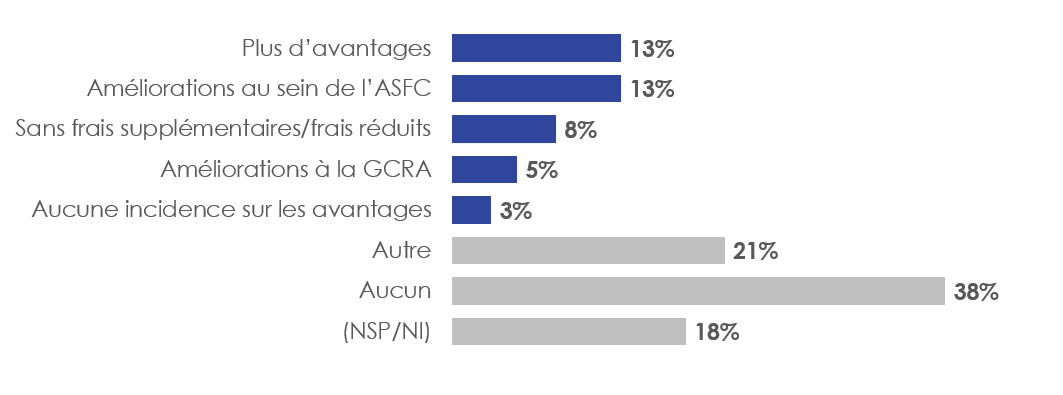 Plus d’avantages 13%
Améliorations au sein de l’ASFC 13%
Sans frais supplémentaires/frais réduits 8%
Améliorations à la GCRA 5%
Aucune incidence sur les avantages 3%
Autre 21%
Aucun 38%
(NSP/NI) 18%